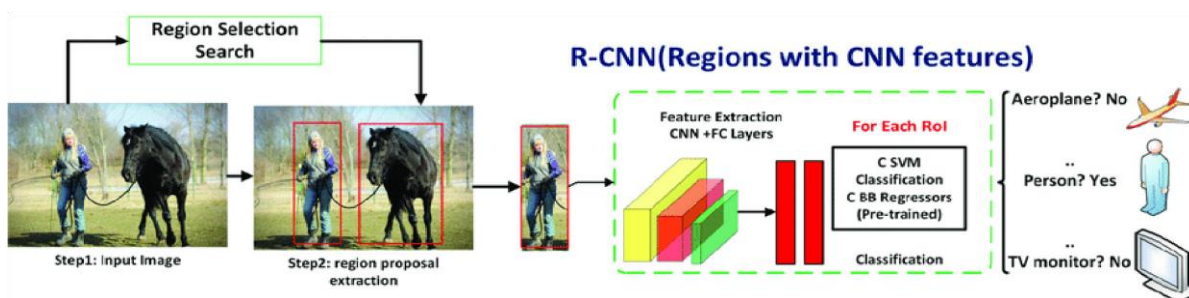 Region Selection
Search
R-CNN(Regions with CNN features)
Step1: Input Image
Step2: region proposal
extraction
Feature Extraction
CNN +FC Layers
For Each RoI
C SVM
Classification
C BB Regressors
(Pre-trained)
Classification
Aeroplane? No
..
Person? Yes
..
TV monitor? No